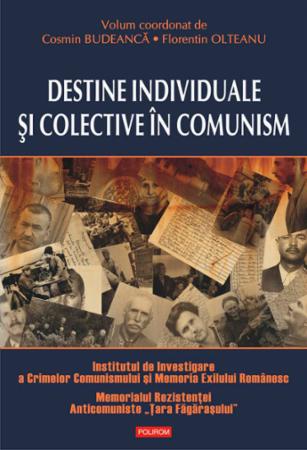 Volum coordonat de
Cosmin BUDEANCĂ • Florentin OLTEANU
DESTINE INDIVIDUALE
ŞI COLECTIVE ÎN COMUNISM
Institutul de Investigare
a Crimelor Comunismului şi Memoria Exilului Românesc
Memorialul Rezistenţei
Anticomuniste „Ţara Făgăraşului”
POLIROM